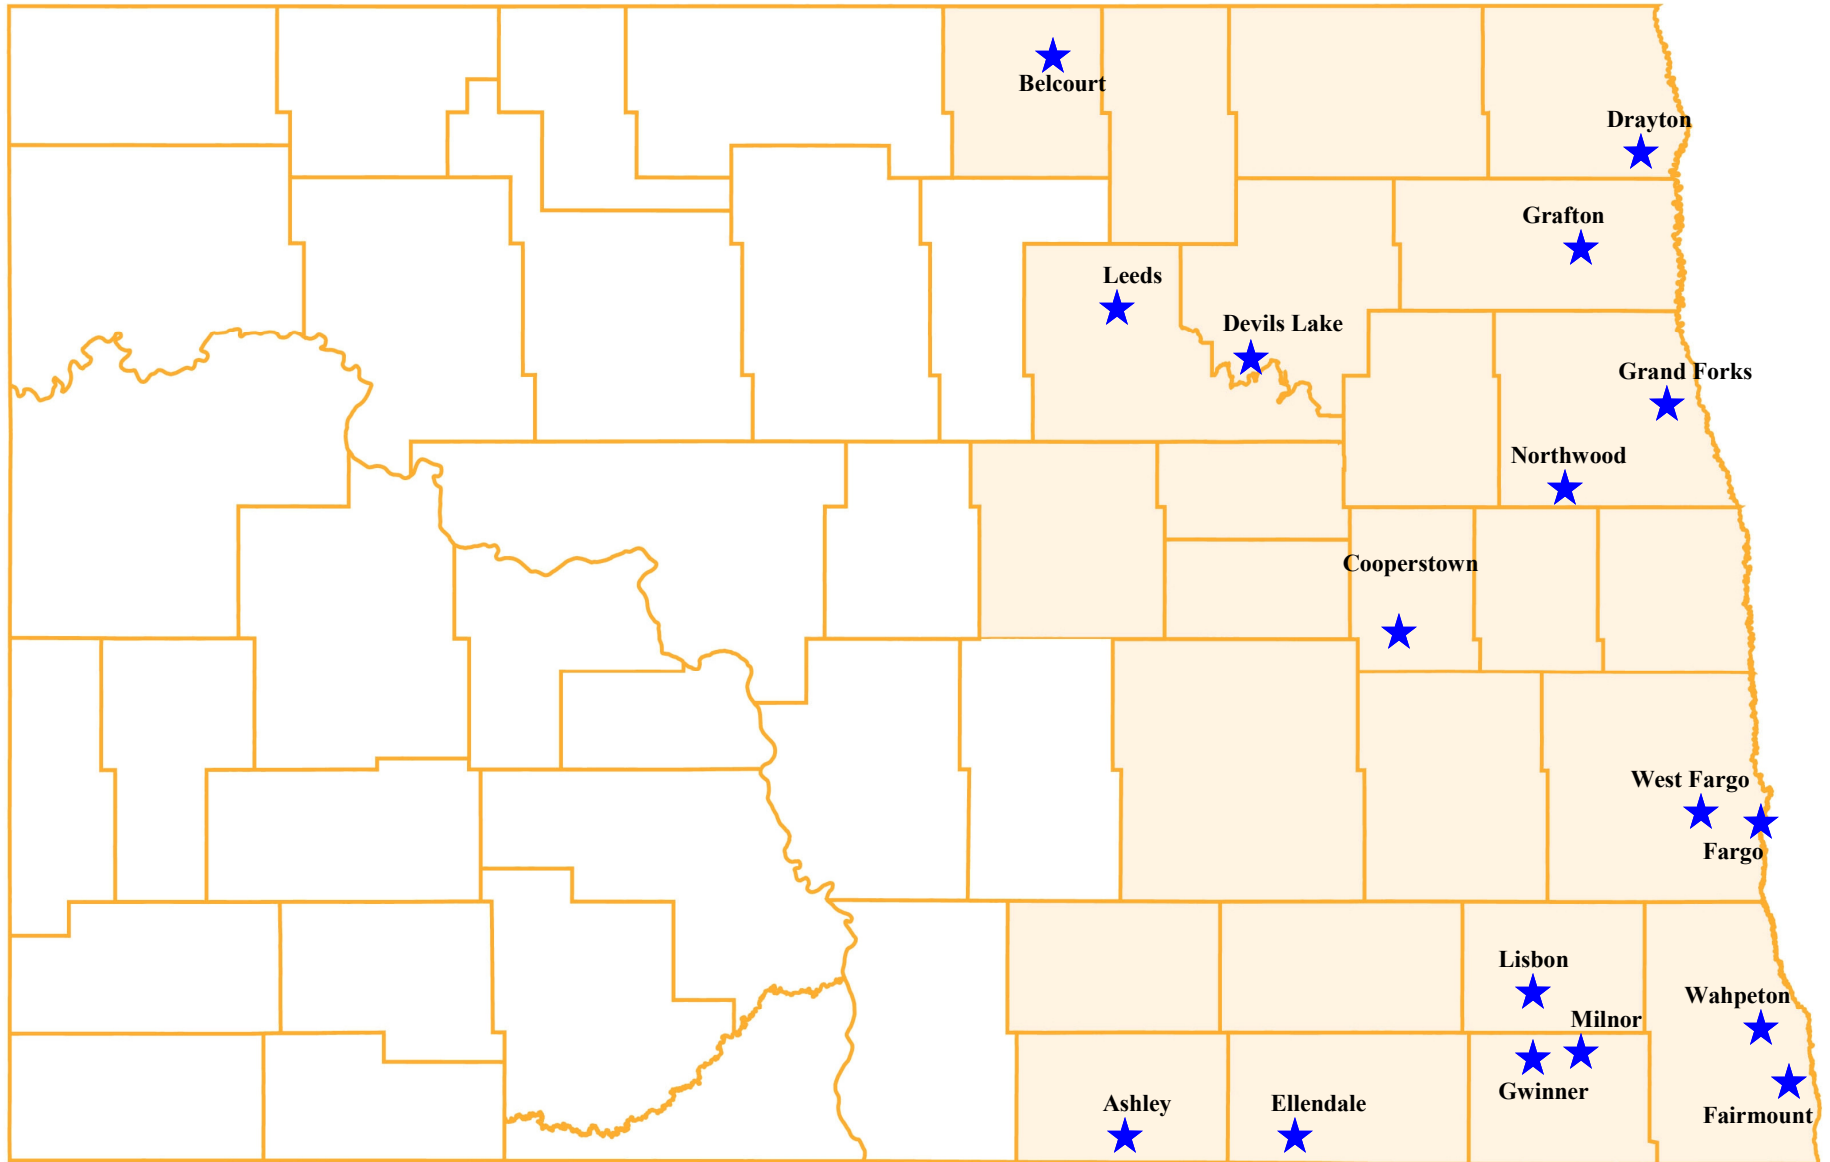 Belcourt
Drayton
Grafton
Leeds
Devils Lake
Grand Forks
Northwood
Cooperstown
West Fargo
Fargo
Lisbon
Wahpeton
Milnor
Gwinner
Ashley
Ellendale
Fairmount